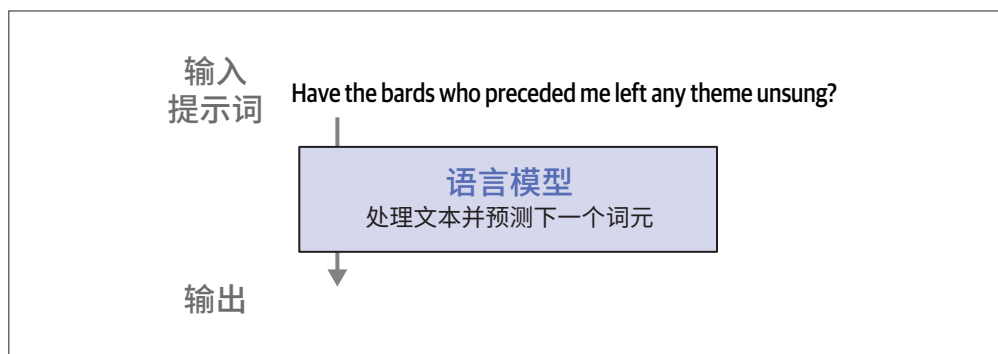 输入
提示词
Have the bards who preceded me left any theme unsung?
语言模型
处理文本并预测下一个词元
输出